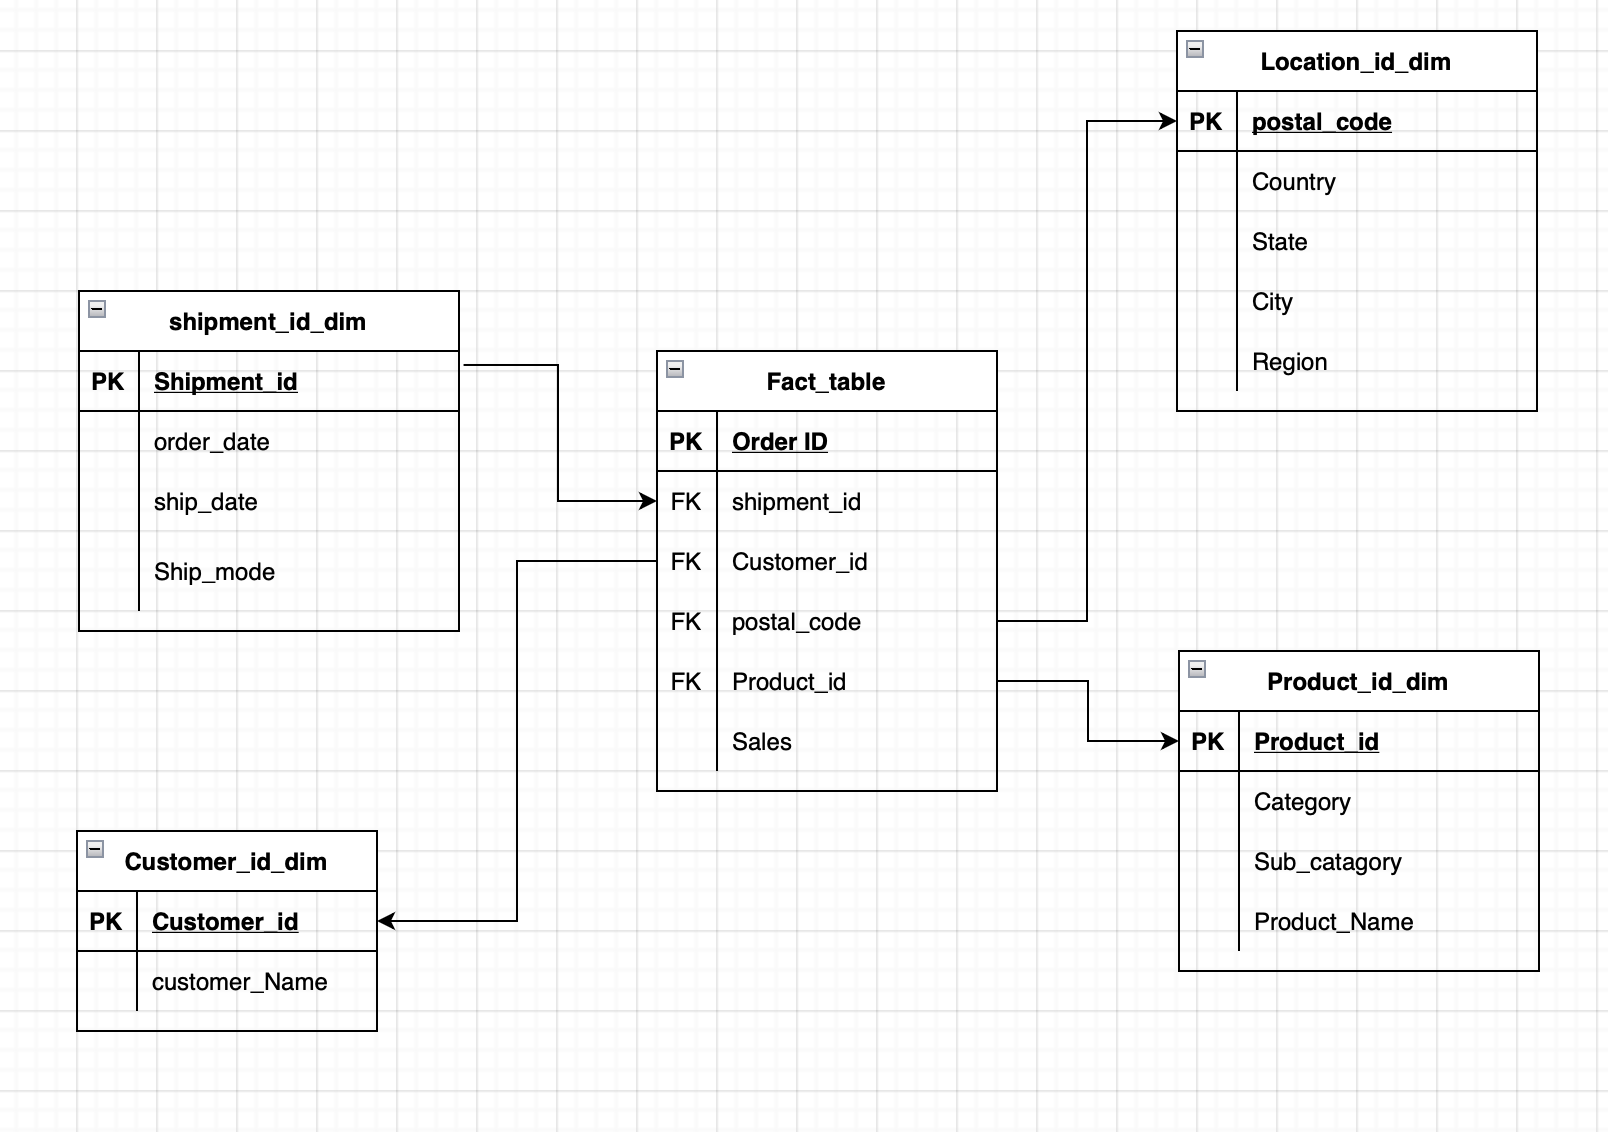 Location_id_dim
PK postal_code
Country
State
City
Region
shipment_id_dim
PK Shipment_id
order_date
ship_date
Ship_mode
Fact_table
PK Order ID
FK shipment_id
FK Customer_id
FK postal_code
FK Product_id
Sales
Product_id_dim
PK Product_id
Category
Sub_catagory
Product_Name
Customer_id_dim
PK Customer_id
customer_Name